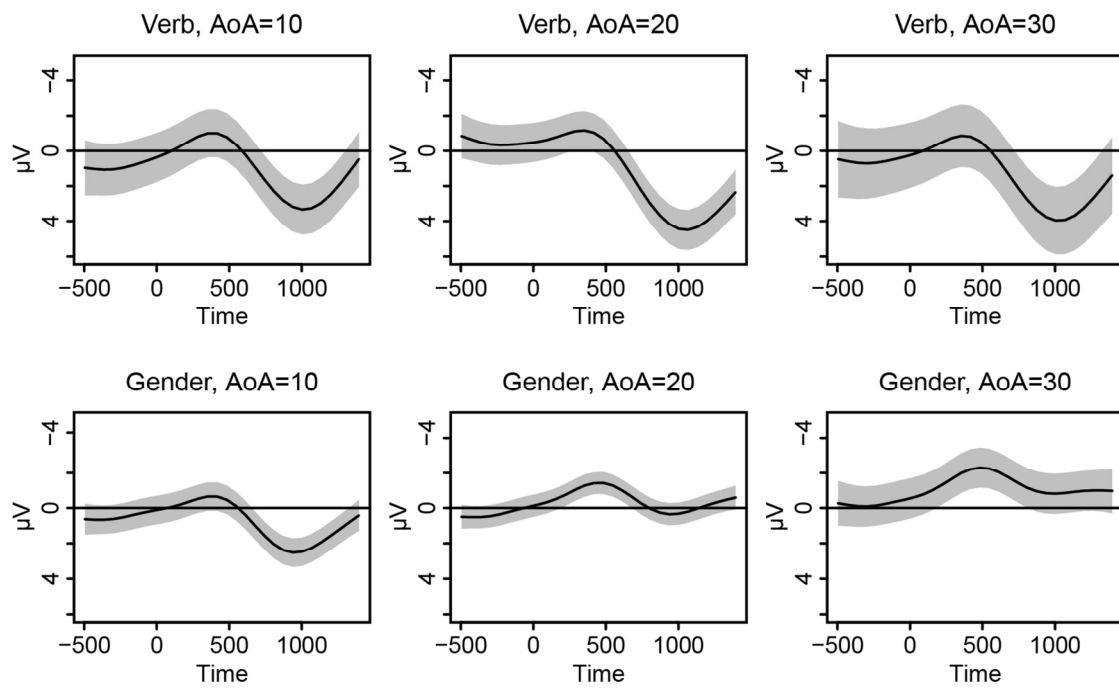 Verb, AoA=10
Verb, AoA=20
Verb, AoA=30
−4
0
4
µV
−500 0 500 1000
Time
−4
0
4
µV
−500 0 500 1000
Time
−4
0
4
µV
−500 0 500 1000
Time
Gender, AoA=10
Gender, AoA=20
Gender, AoA=30
−4
0
4
µV
−500 0 500 1000
Time
−4
0
4
µV
−500 0 500 1000
Time
−4
0
4
µV
−500 0 500 1000
Time